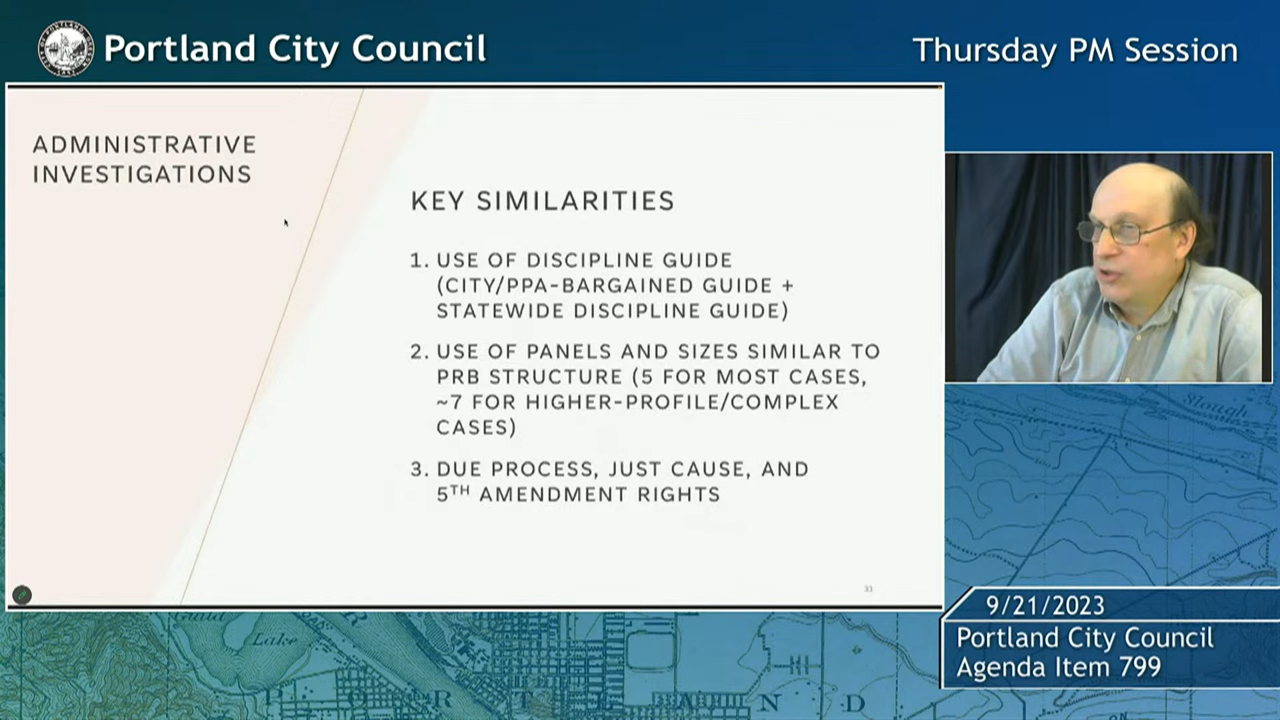 Portland City Council
Thursday PM Session
ADMINISTRATIVE
INVESTIGATIONS
KEY SIMILARITIES
1. USE OF DISCIPLINE GUIDE
(CITY/PPA-BARGAINED GUIDE +
STATEWIDE DISCIPLINE GUIDE)
2. USE OF PANELS AND SIZES SIMILAR TO
PRB STRUCTURE (5 FOR MOST CASES,
~7 FOR HIGHER-PROFILE/COMPLEX
CASES)
3. DUE PROCESS, JUST CAUSE, AND
5TH AMENDMENT RIGHTS
Slough
9/21/2023
Portland City Council
Agenda Item 799
Guild
Lake
R T L A N D